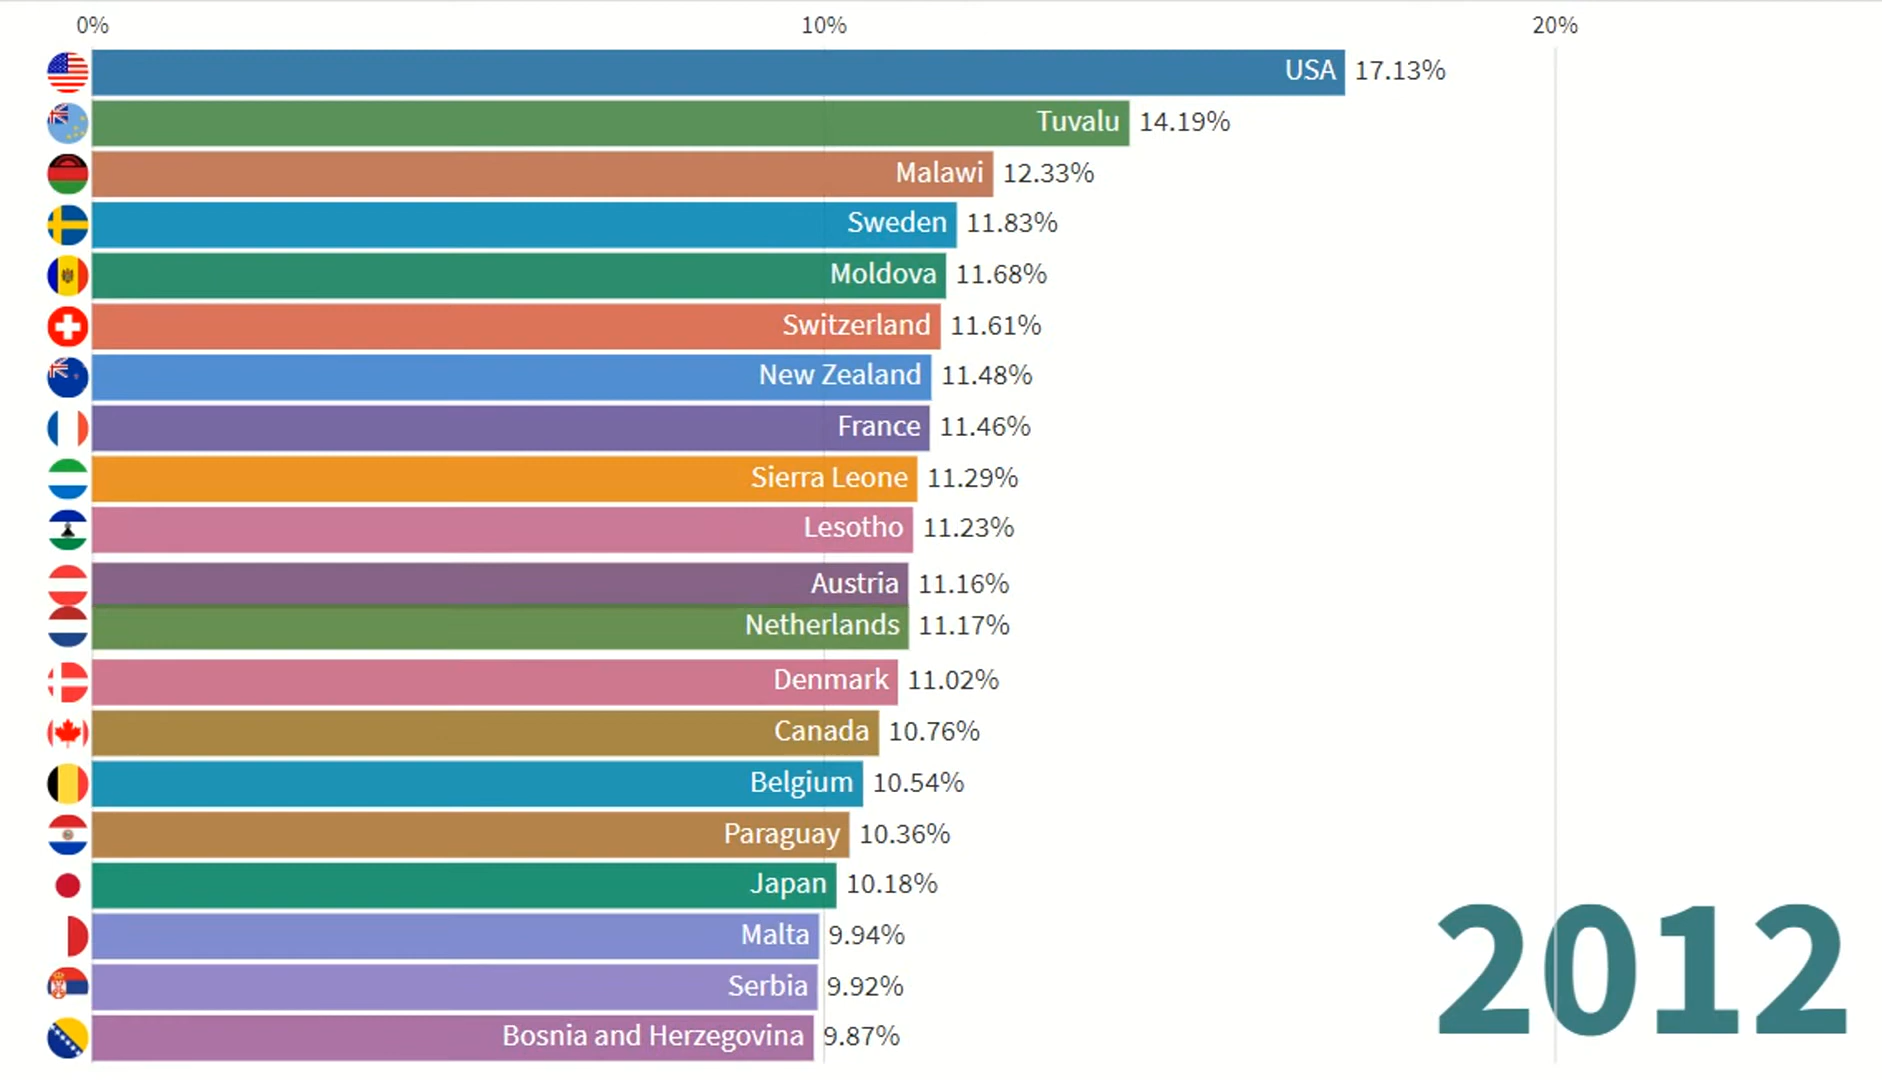 0% 10% 20%
USA 17.13%
Tuvalu 14.19%
Malawi 12.33%
Sweden 11.83%
Moldova 11.68%
Switzerland 11.61%
New Zealand 11.48%
France 11.46%
Sierra Leone 11.29%
Lesotho 11.23%
Austria 11.16%
Netherlands 11.17%
Denmark 11.02%
Canada 10.76%
Belgium 10.54%
Paraguay 10.36%
Japan 10.18%
Malta 9.94%
Serbia 9.92%
Bosnia and Herzegovina 9.87%
2012